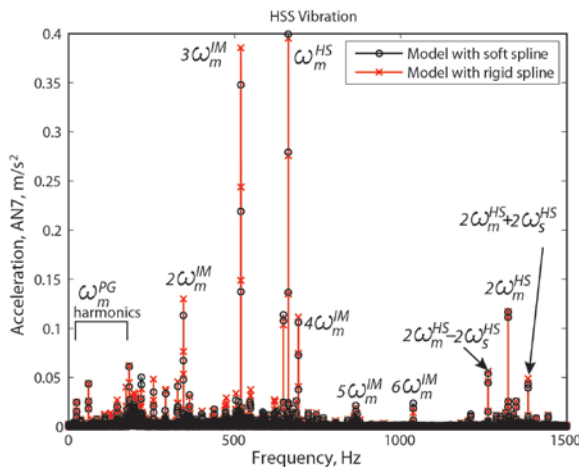 HSS Vibration
Model with soft spline
Model with rigid spline
Acceleration, AN7, m/s²
0.4
0.35
0.3
0.25
0.2
0.15
0.1
0.05
0
3ω_m^IM
ω_m^HS
2ω_m^HS+2ω_s^HS
ω_m^PG
harmonics
2ω_m^IM
4ω_m^IM
2ω_m^HS
2ω_m^HS−2ω_s^HS
5ω_m^IM
6ω_m^IM
0 500 1000 1500
Frequency, Hz